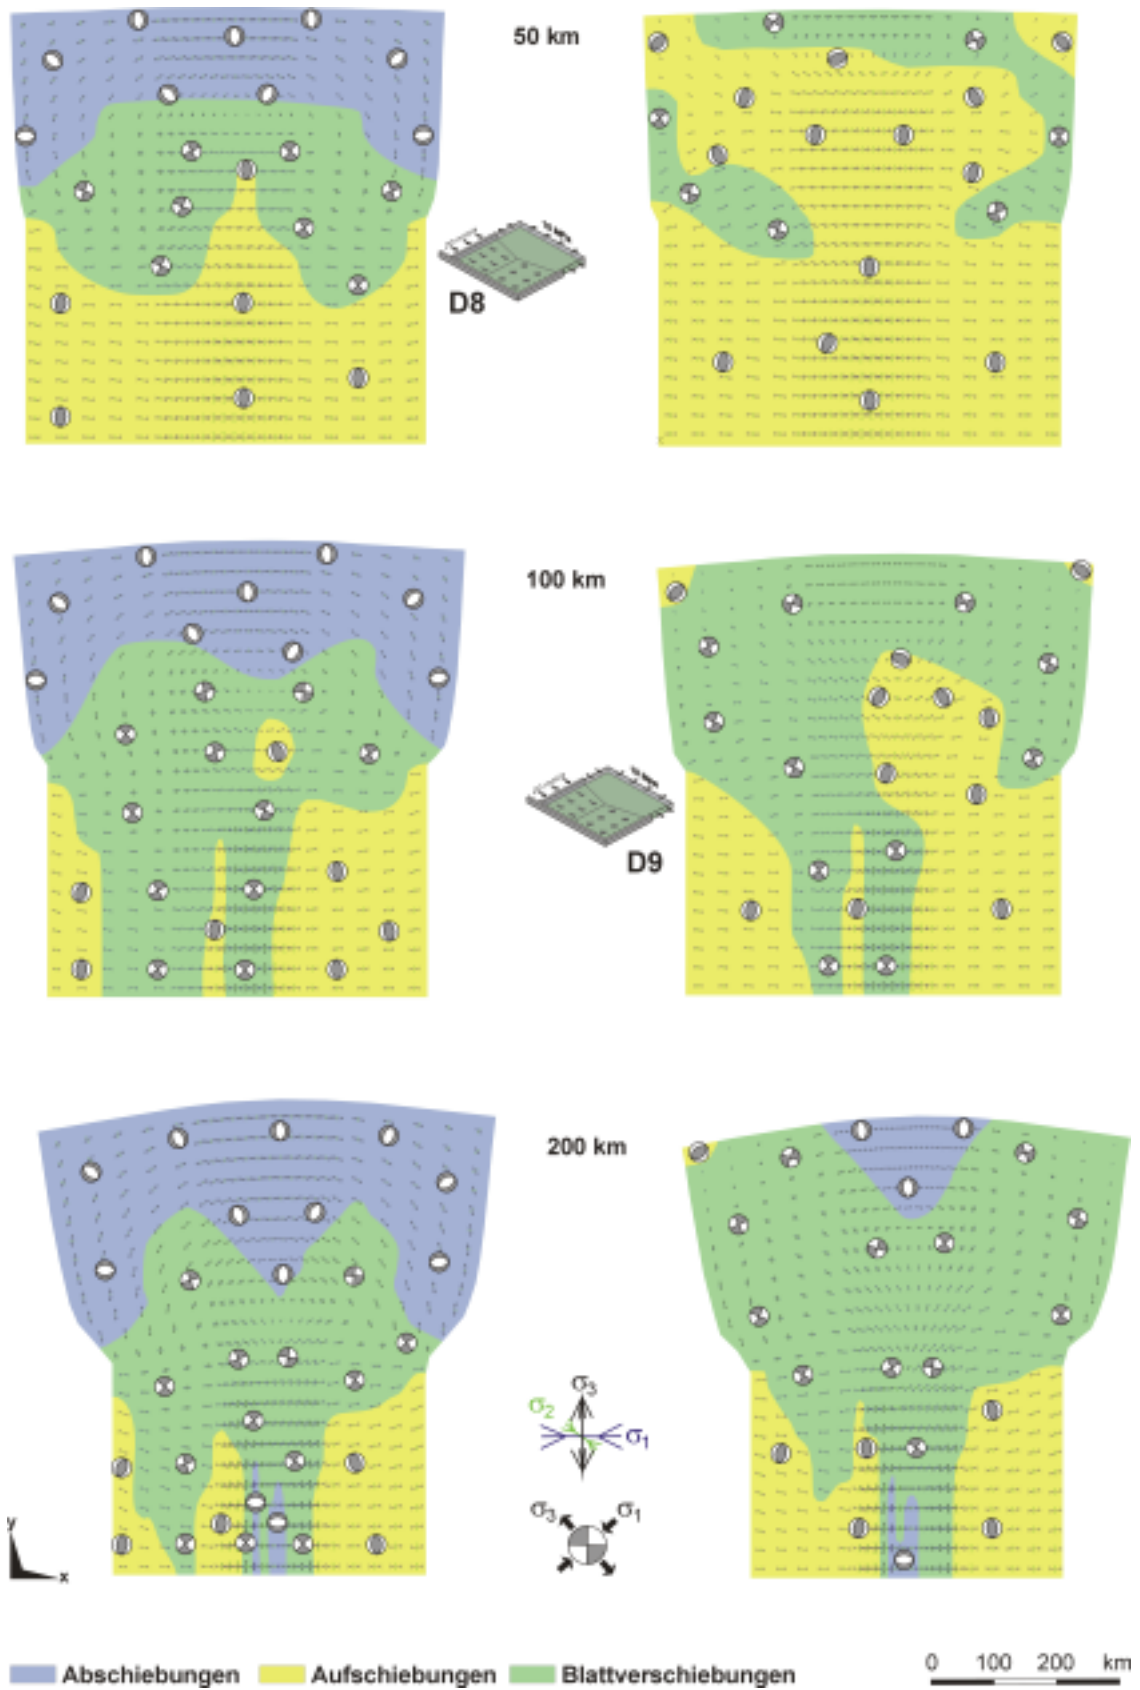 50 km
D8
100 km
D9
200 km
σ3
σ2
σ1
σ3 σ1
y
x
Abschiebungen Aufschiebungen Blattverschiebungen
0 100 200 km